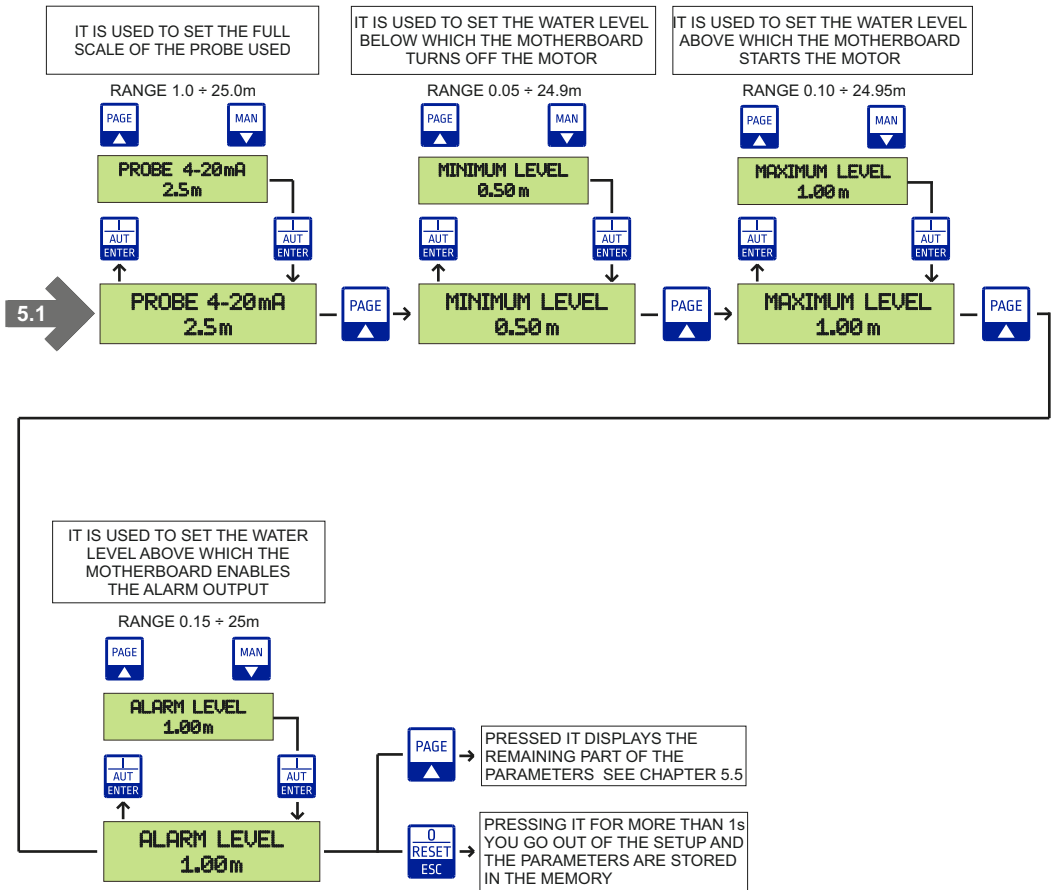 IT IS USED TO SET THE FULL
SCALE OF THE PROBE USED
RANGE 1.0 ÷ 25.0m
PAGE
MAN
PROBE 4-20mA
2.5m
I
AUT
ENTER
I
AUT
ENTER
5.1
PROBE 4-20mA
2.5m
PAGE
IT IS USED TO SET THE WATER LEVEL
BELOW WHICH THE MOTHERBOARD
TURNS OFF THE MOTOR
RANGE 0.05 ÷ 24.9m
PAGE
MAN
MINIMUM LEVEL
0.50 m
I
AUT
ENTER
I
AUT
ENTER
MINIMUM LEVEL
0.50 m
PAGE
IT IS USED TO SET THE WATER LEVEL
ABOVE WHICH THE MOTHERBOARD
STARTS THE MOTOR
RANGE 0.10 ÷ 24.95m
PAGE
MAN
MAXIMUM LEVEL
1.00 m
I
AUT
ENTER
I
AUT
ENTER
MAXIMUM LEVEL
1.00 m
PAGE
IT IS USED TO SET THE WATER
LEVEL ABOVE WHICH THE
MOTHERBOARD ENABLES
THE ALARM OUTPUT
RANGE 0.15 ÷ 25m
PAGE
MAN
ALARM LEVEL
1.00m
I
AUT
ENTER
I
AUT
ENTER
ALARM LEVEL
1.00m
PAGE
PRESSED IT DISPLAYS THE
REMAINING PART OF THE
PARAMETERS SEE CHAPTER 5.5
0
RESET
ESC
PRESSING IT FOR MORE THAN 1s
YOU GO OUT OF THE SETUP AND
THE PARAMETERS ARE STORED
IN THE MEMORY